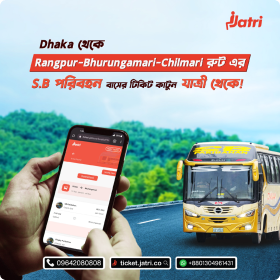 Jatri
Dhaka থেকে
Rangpur-Bhurungamari-Chilmari রুট এর
S.B পরিবহন বাসের টিকিট কাটুন যাত্রী থেকে!
09642080808
ticket.jatri.co
+8801304961431